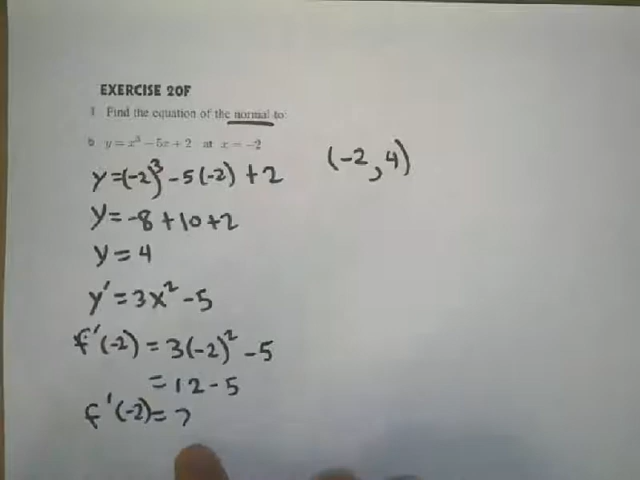 EXERCISE 20F
1 Find the equation of the normal to:
b y = x³ − 5x + 2 at x = −2
(-2, 4)
y = (-2)³ - 5(-2) + 2
y = -8 + 10 + 2
y = 4
y' = 3x² - 5
f'(-2) = 3(-2)² - 5
= 12 - 5
f'(-2) = 7